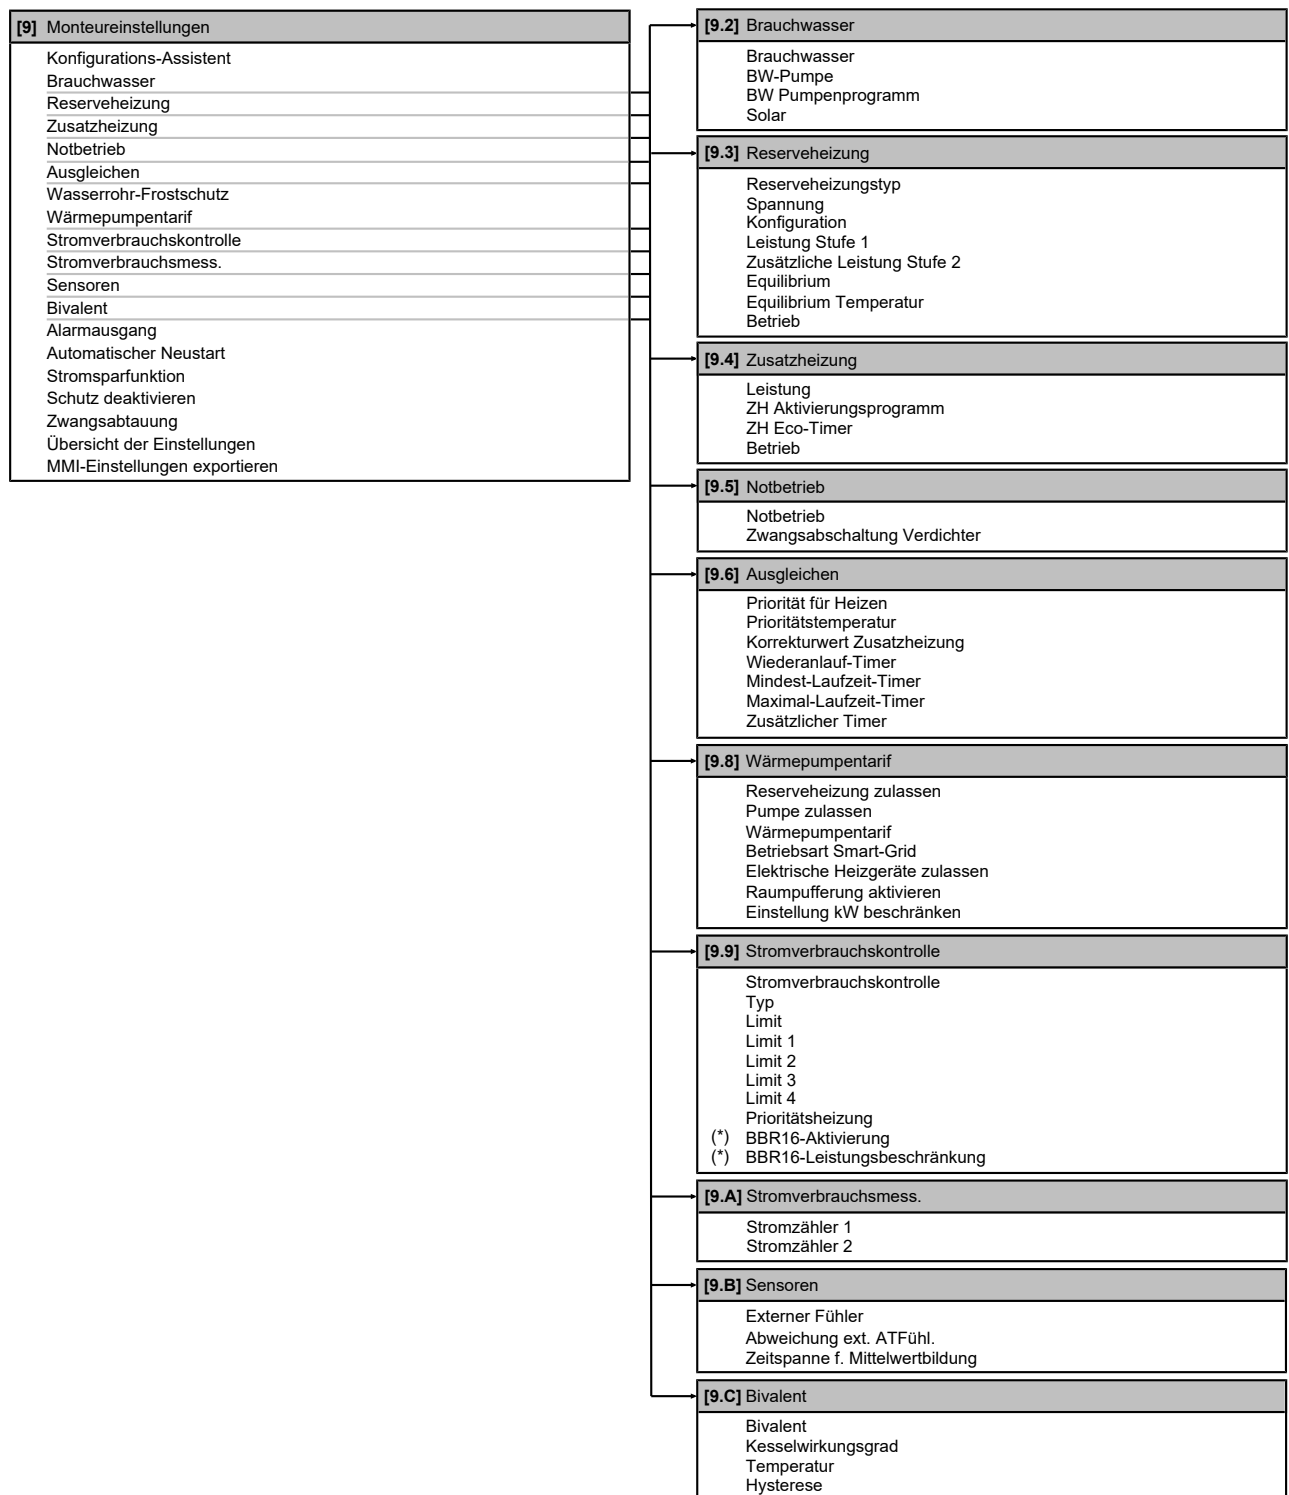 [9] Monteureinstellungen
Konfigurations-Assistent
Brauchwasser
Reserveheizung
Zusatzheizung
Notbetrieb
Ausgleichen
Wasserrohr-Frostschutz
Wärmepumpentarif
Stromverbrauchskontrolle
Stromverbrauchsmess.
Sensoren
Bivalent
Alarmausgang
Automatischer Neustart
Stromsparfunktion
Schutz deaktivieren
Zwangsabtauung
Übersicht der Einstellungen
MMI-Einstellungen exportieren
[9.2] Brauchwasser
Brauchwasser
BW-Pumpe
BW Pumpenprogramm
Solar
[9.3] Reserveheizung
Reserveheizungstyp
Spannung
Konfiguration
Leistung Stufe 1
Zusätzliche Leistung Stufe 2
Equilibrium
Equilibrium Temperatur
Betrieb
[9.4] Zusatzheizung
Leistung
ZH Aktivierungsprogramm
ZH Eco-Timer
Betrieb
[9.5] Notbetrieb
Notbetrieb
Zwangsabschaltung Verdichter
[9.6] Ausgleichen
Priorität für Heizen
Prioritätstemperatur
Korrekturwert Zusatzheizung
Wiederanlauf-Timer
Mindest-Laufzeit-Timer
Maximal-Laufzeit-Timer
Zusätzlicher Timer
[9.8] Wärmepumpentarif
Reserveheizung zulassen
Pumpe zulassen
Wärmepumpentarif
Betriebsart Smart-Grid
Elektrische Heizgeräte zulassen
Raumpufferung aktivieren
Einstellung kW beschränken
[9.9] Stromverbrauchskontrolle
Stromverbrauchskontrolle
Typ
Limit
Limit 1
Limit 2
Limit 3
Limit 4
Prioritätsheizung
(*) BBR16-Aktivierung
(*) BBR16-Leistungsbeschränkung
[9.A] Stromverbrauchsmess.
Stromzähler 1
Stromzähler 2
[9.B] Sensoren
Externer Fühler
Abweichung ext. ATFühl.
Zeitspanne f. Mittelwertbildung
[9.C] Bivalent
Bivalent
Kesselwirkungsgrad
Temperatur
Hysterese